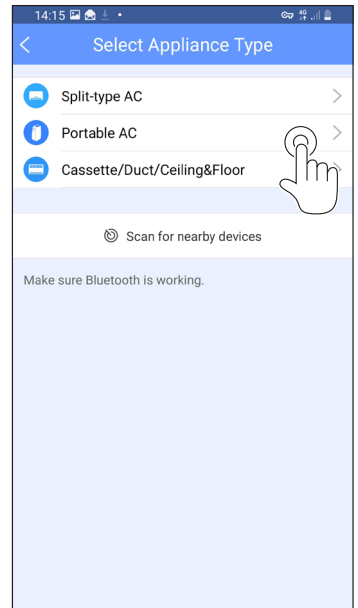 14:15
4G
Select Appliance Type
Split-type AC
Portable AC
Cassette/Duct/Ceiling&Floor
Scan for nearby devices
Make sure Bluetooth is working.